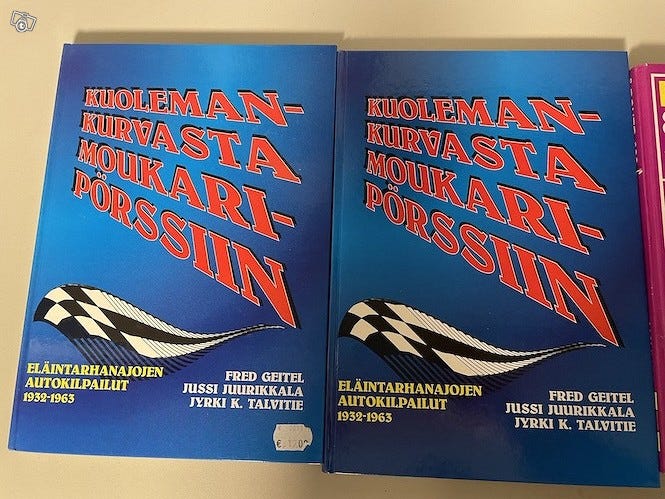 KUOLEMAN-
KURVASTA
MOUKARI-
PÖRSSIIN
ELÄINTARHANAJOJEN
AUTOKILPAILUT
1932-1963
FRED GEITEL
JUSSI JUURIKKALA
JYRKI K. TALVITIE
KUOLEMAN-
KURVASTA
MOUKARI-
PÖRSSIIN
ELÄINTARHANAJOJEN
AUTOKILPAILUT
1932-1963
FRED GEITEL
JUSSI JUURIKKALA
JYRKI K. TALVITIE